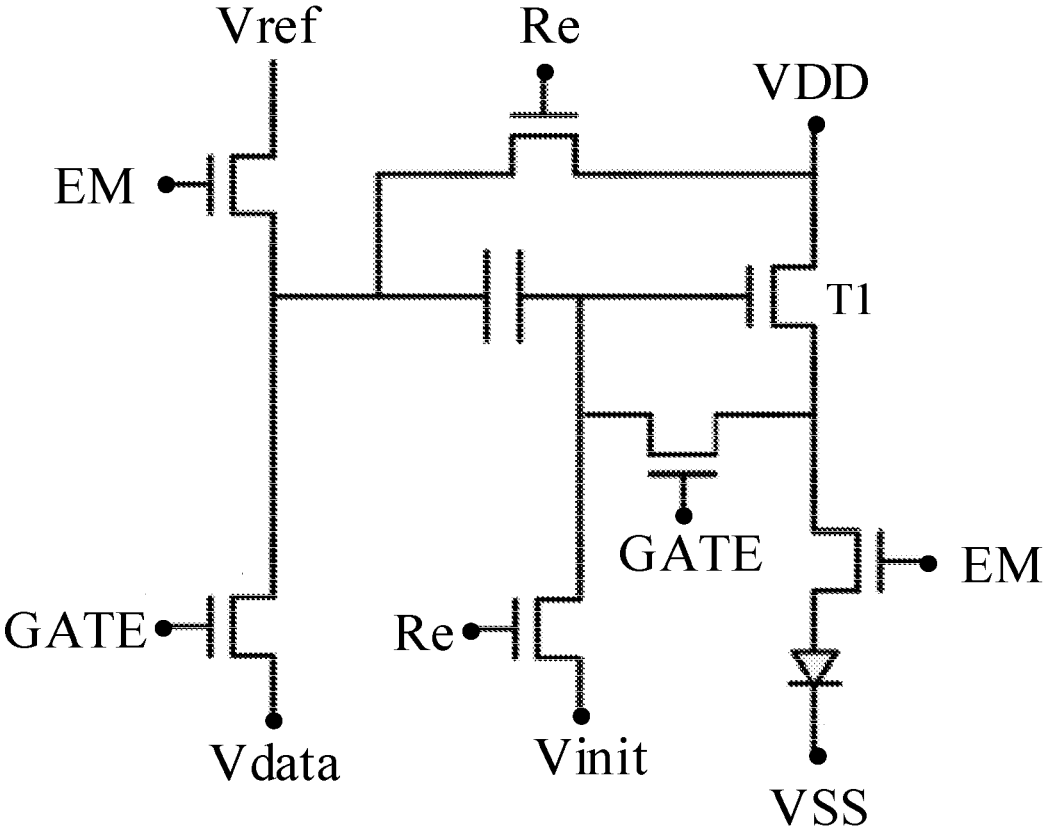 Vref
Re
VDD
EM
T1
GATE
EM
GATE
Re
Vdata
Vinit
VSS